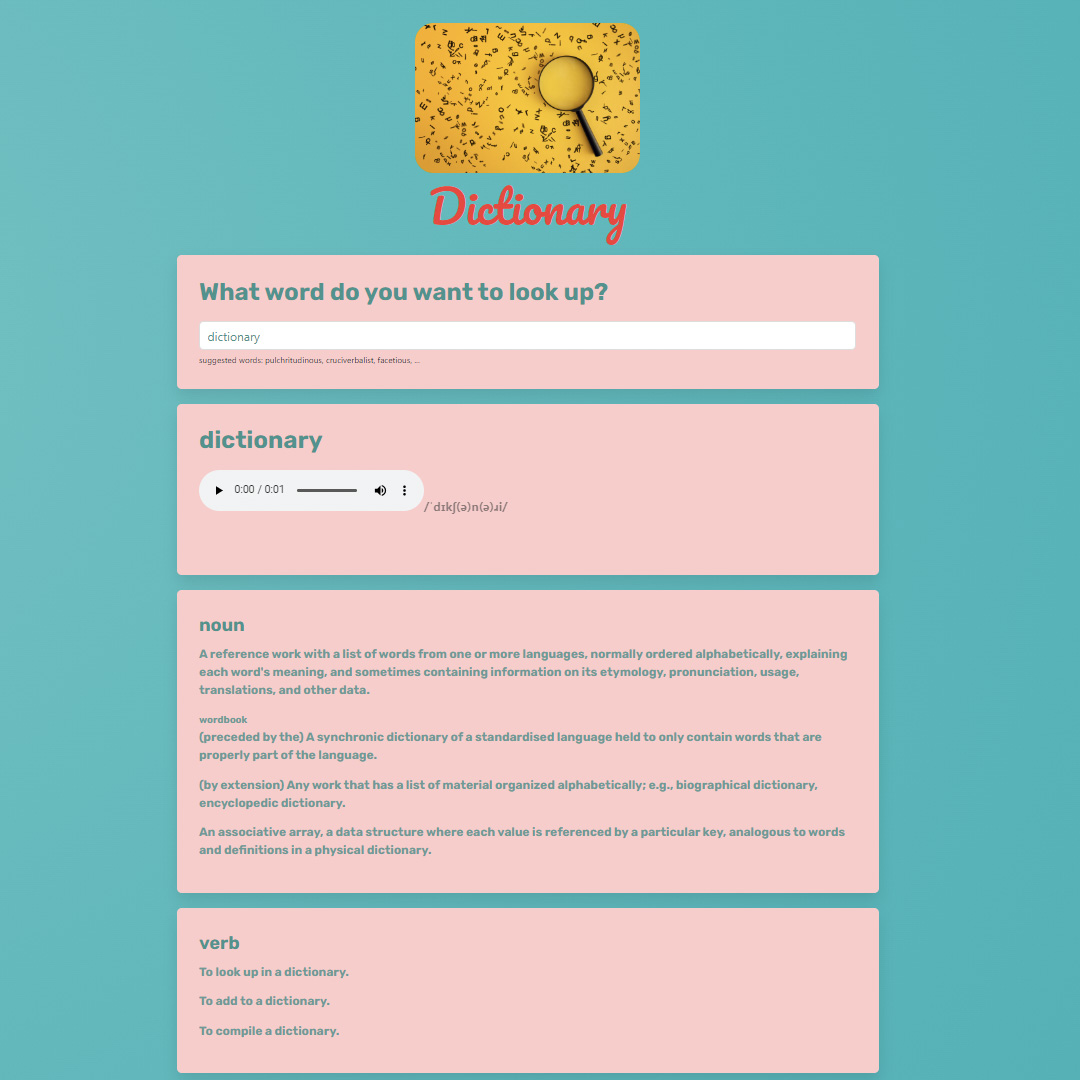 Dictionary
What word do you want to look up?
dictionary
suggested words: pulchritudinous, cruciverbalist, facetious, ...
dictionary
0:00 / 0:01
/ˈdɪkʃ(ə)n(ə)ɹi/
noun
A reference work with a list of words from one or more languages, normally ordered alphabetically, explaining
each word's meaning, and sometimes containing information on its etymology, pronunciation, usage,
translations, and other data.
wordbook
(preceded by the) A synchronic dictionary of a standardised language held to only contain words that are
properly part of the language.
(by extension) Any work that has a list of material organized alphabetically; e.g., biographical dictionary,
encyclopedic dictionary.
An associative array, a data structure where each value is referenced by a particular key, analogous to words
and definitions in a physical dictionary.
verb
To look up in a dictionary.
To add to a dictionary.
To compile a dictionary.